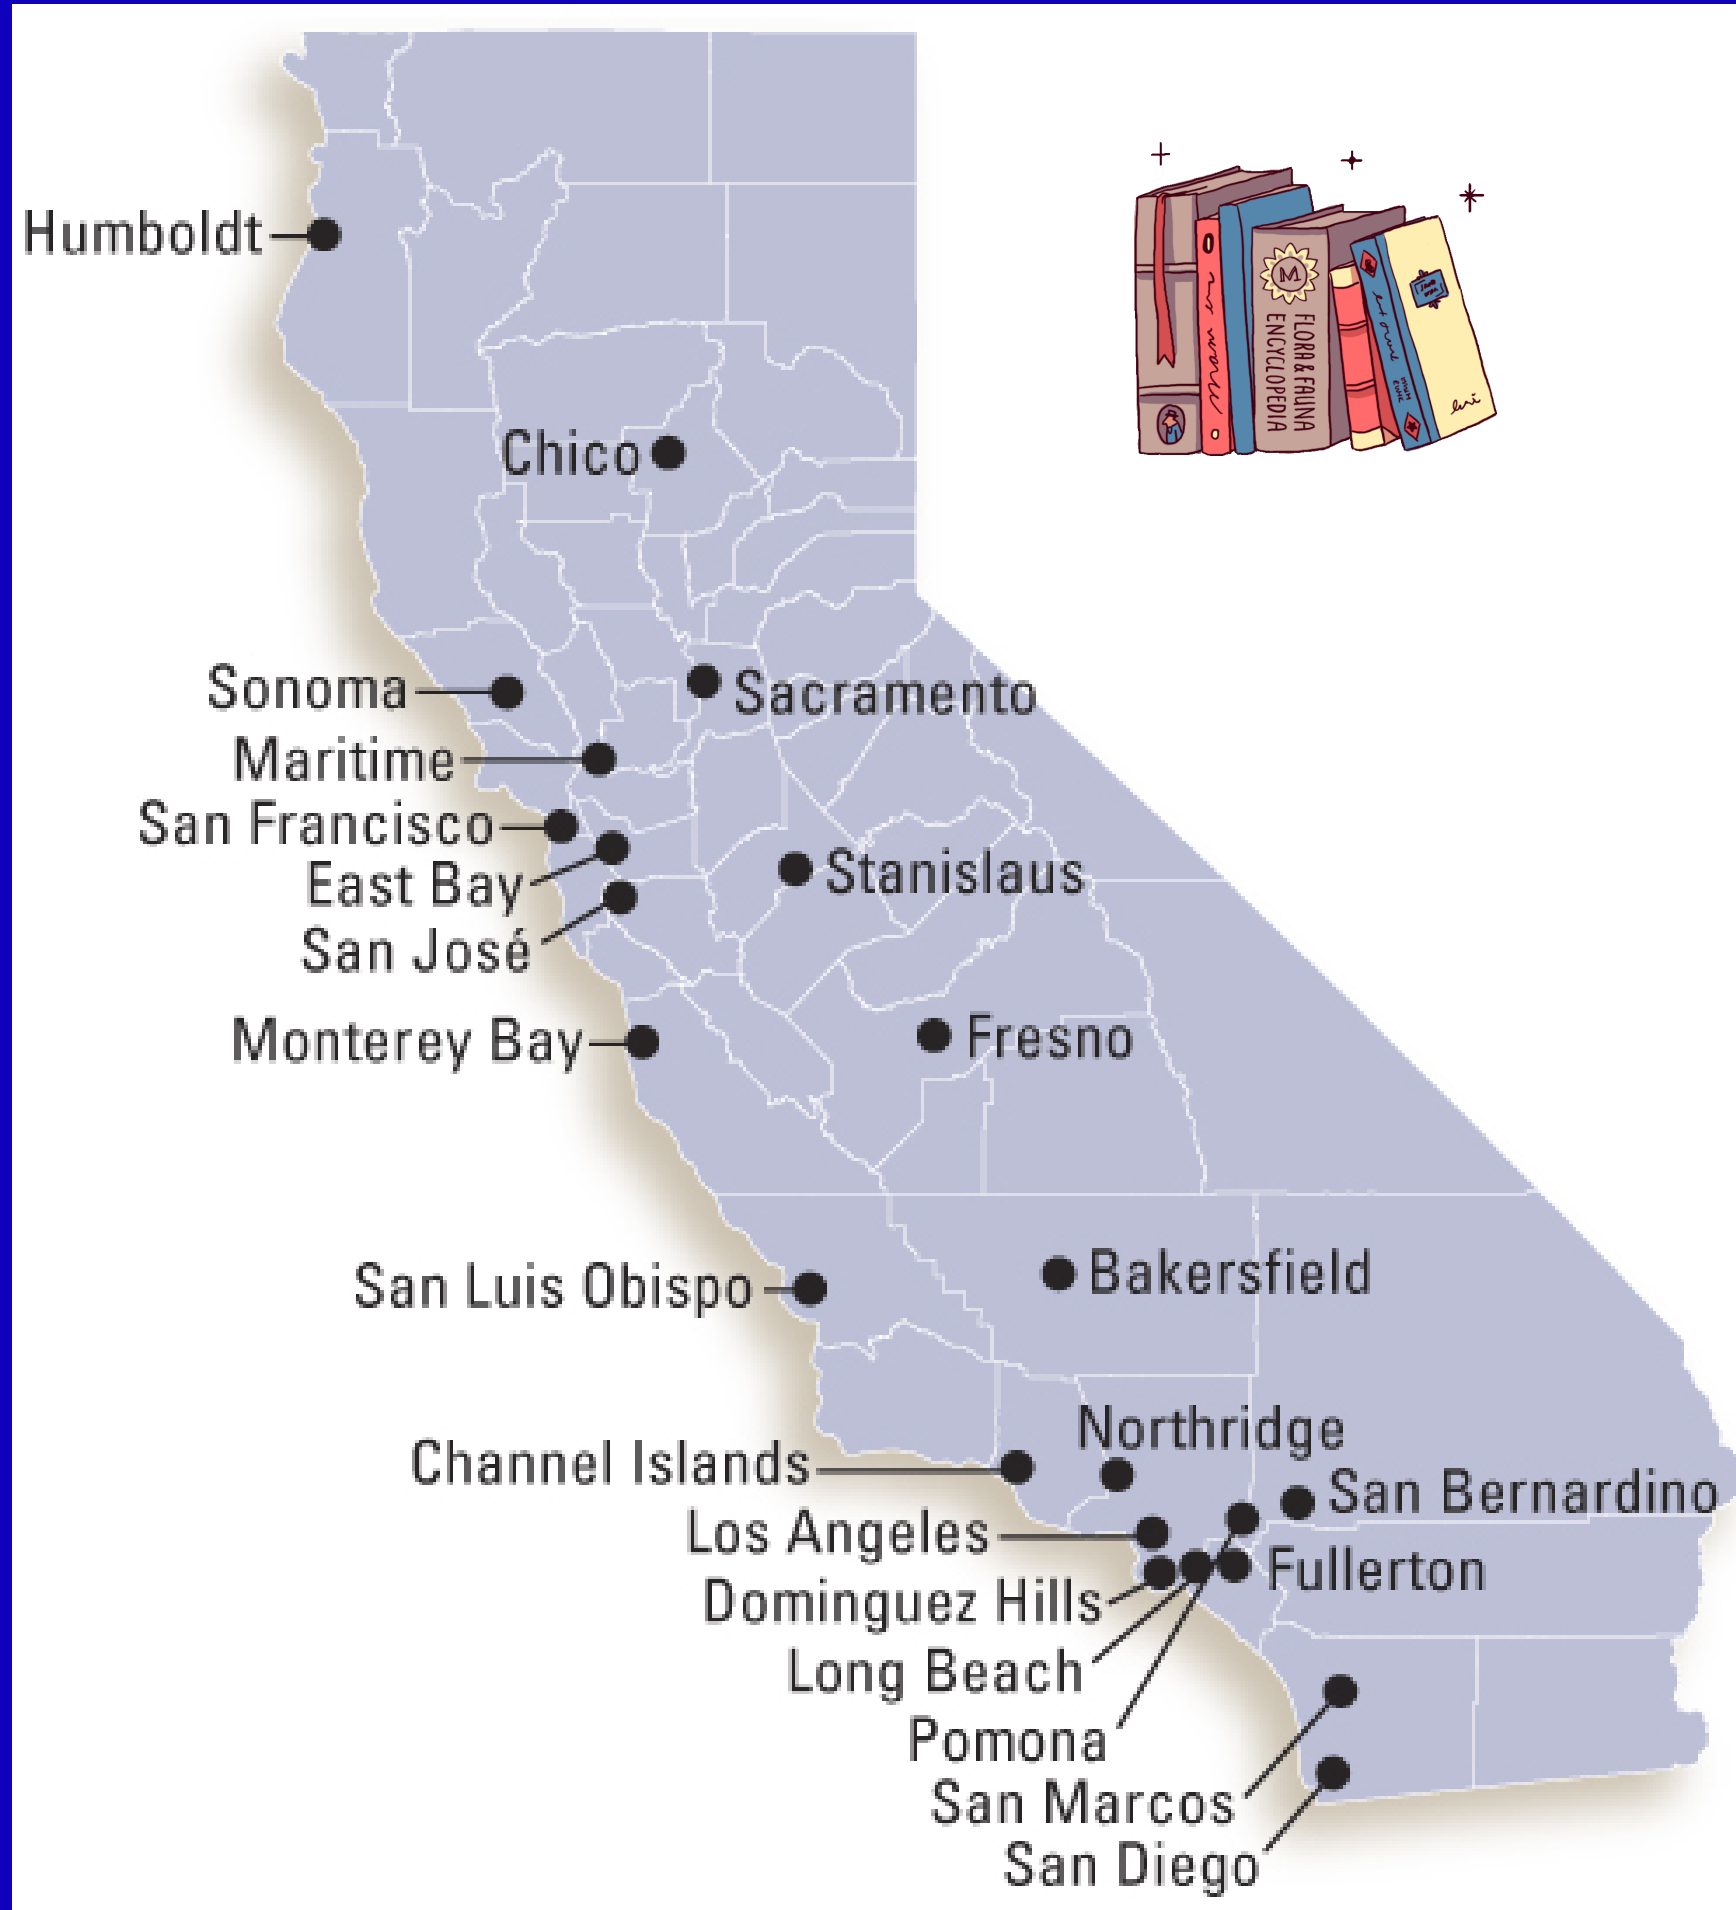 Humboldt
M
FLORA & FAUNA
ENCYCLOPEDIA
Chico
Sonoma
Sacramento
Maritime
San Francisco
East Bay
Stanislaus
San José
Monterey Bay
Fresno
San Luis Obispo
Bakersfield
Northridge
Channel Islands
San Bernardino
Los Angeles
Fullerton
Dominguez Hills
Long Beach
Pomona
San Marcos
San Diego